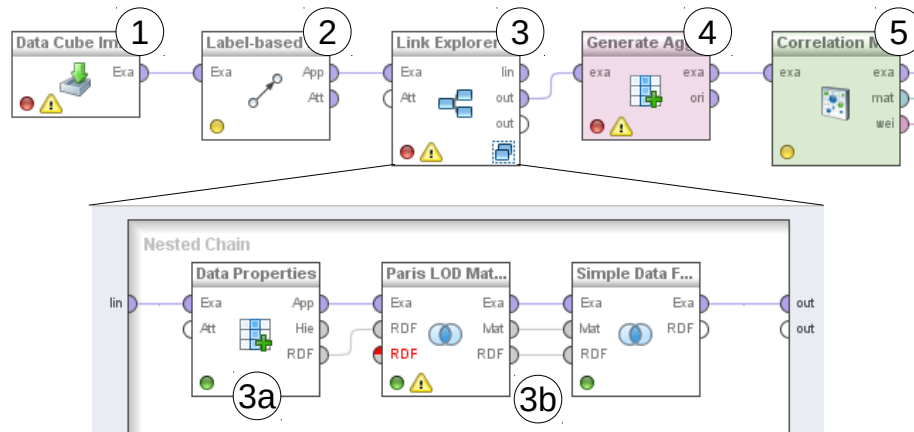 Data Cube Im
1
Label-based
2
Link Explorer
3
Generate Agg
4
Correlation M
5
Exa
Exa App
Att
Exa lin
Att out
out
exa exa
ori
exa exa
mat
wei
Nested Chain
Data Properties
Paris LOD Mat...
Simple Data F...
lin
Exa App
Att Hie
RDF
Exa Exa
RDF Mat
RDF RDF
Exa Exa
Mat RDF
RDF
out
out
3a
3b